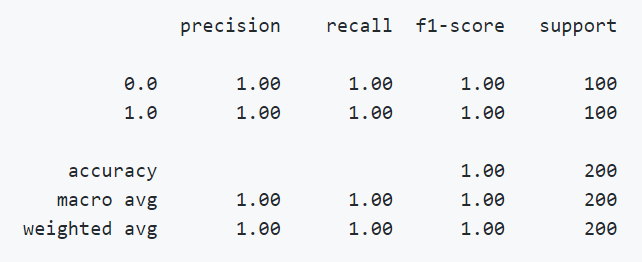 precision recall f1-score support
0.0 1.00 1.00 1.00 100
1.0 1.00 1.00 1.00 100
accuracy 1.00 200
macro avg 1.00 1.00 1.00 200
weighted avg 1.00 1.00 1.00 200